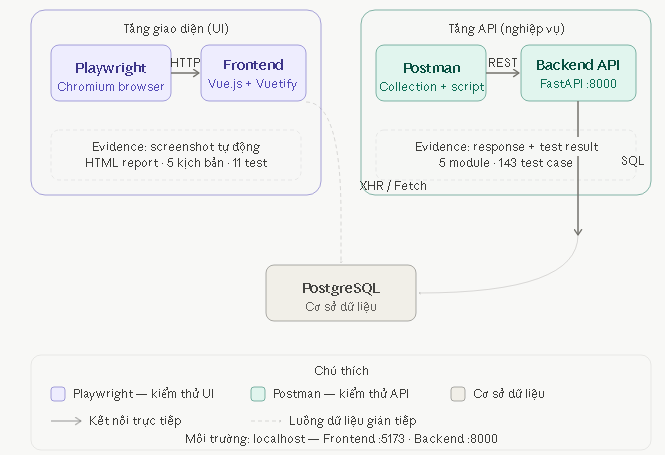 Tầng giao diện (UI)
Playwright
Chromium browser
HTTP
Frontend
Vue.js + Vuetify
Evidence: screenshot tự động
HTML report · 5 kịch bản · 11 test
Tầng API (nghiệp vụ)
Postman
Collection + script
REST
Backend API
FastAPI :8000
Evidence: response + test result
5 module · 143 test case
SQL
XHR / Fetch
PostgreSQL
Cơ sở dữ liệu
Chú thích
Playwright — kiểm thử UI
Postman — kiểm thử API
Cơ sở dữ liệu
Kết nối trực tiếp
Luồng dữ liệu gián tiếp
Môi trường: localhost — Frontend :5173 · Backend :8000